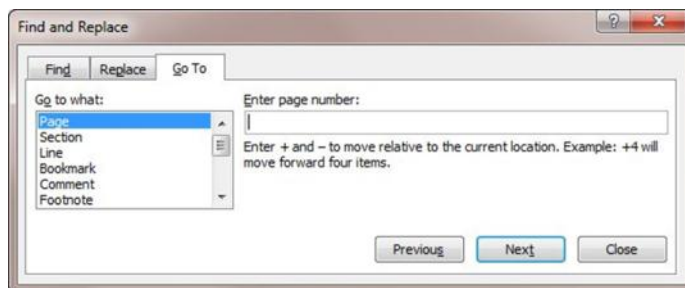 Find and Replace
Find Replace Go To
Go to what:
Page
Section
Line
Bookmark
Comment
Footnote
Enter page number:
Enter + and – to move relative to the current location. Example: +4 will
move forward four items.
Previous Next Close